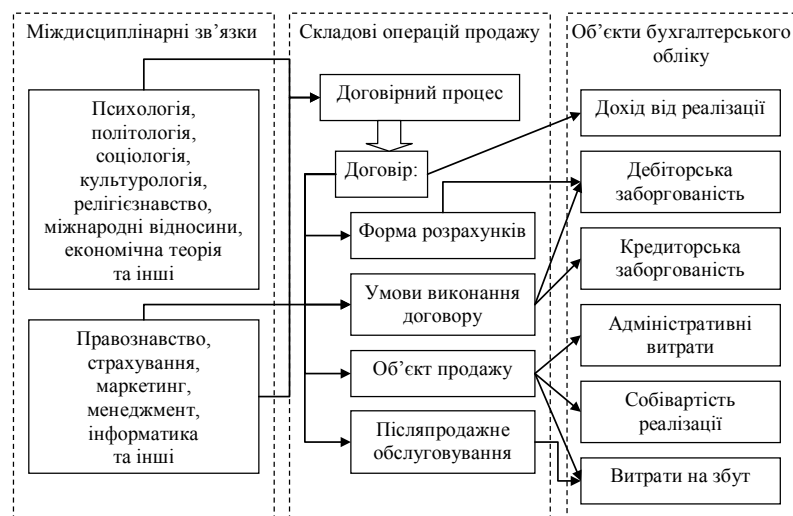 Міждисциплінарні зв’язки
Психологія,
політологія,
соціологія,
культурологія,
релігієзнавство,
міжнародні відносини,
економічна теорія
та інші
Правознавство,
страхування,
маркетинг,
менеджмент,
інформатика
та інші
Складові операцій продажу
Договірний процес
Договір:
Форма розрахунків
Умови виконання
договору
Об’єкт продажу
Післяпродажне
обслуговування
Об’єкти бухгалтерського
обліку
Дохід від реалізації
Дебіторська
заборгованість
Кредиторська
заборгованість
Адміністративні
витрати
Собівартість
реалізації
Витрати на збут